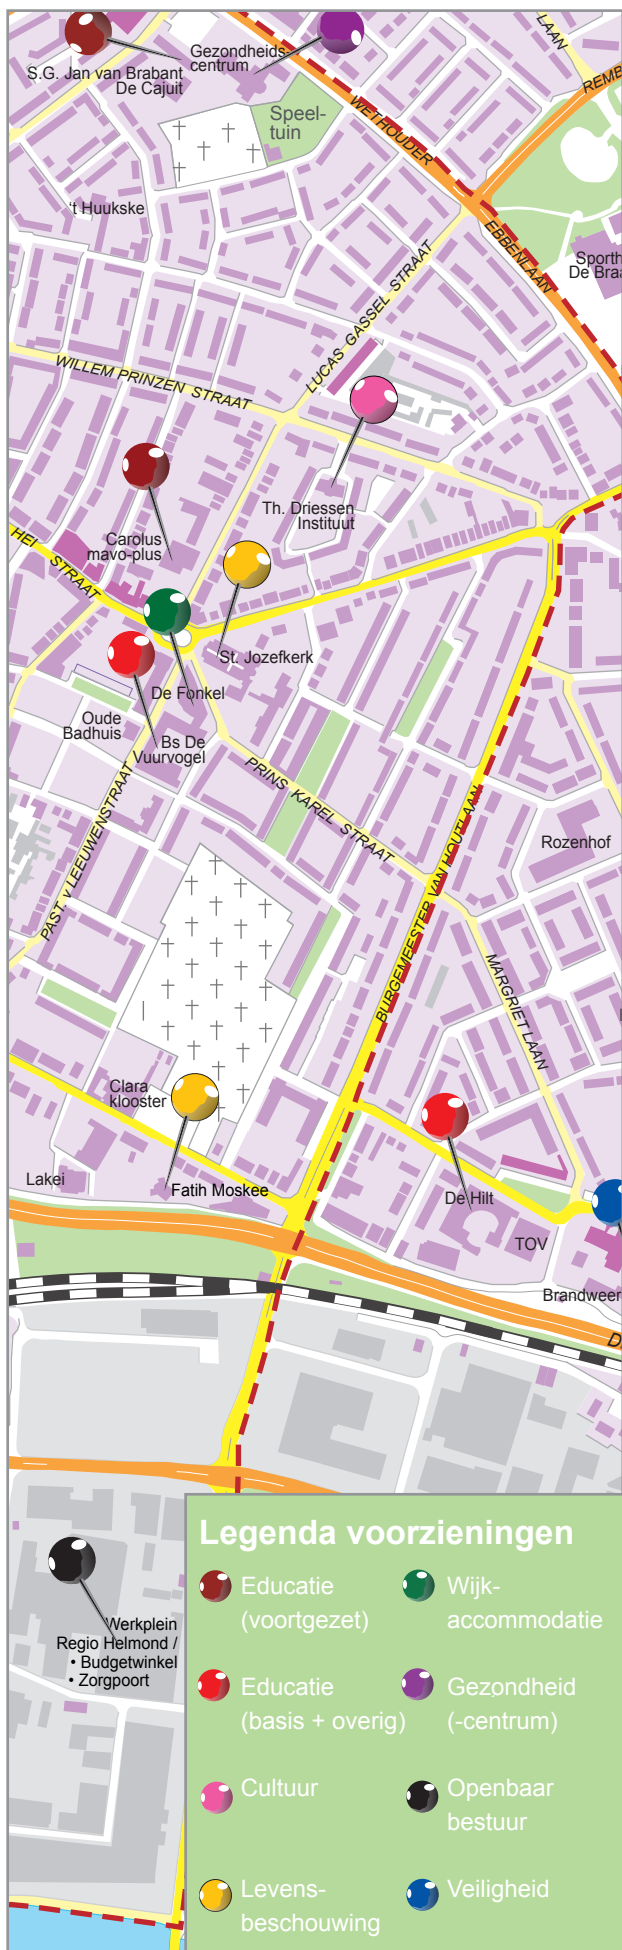 LAAN
Gezondheids-
centrum
S.G. Jan van Brabant
De Cajuit
Speel-
tuin
WETHOUDER
EBBENLAAN
't Huukske
Sporth
De Braa
LUCAS GASSEL STRAAT
WILLEM PRINZEN STRAAT
Th. Driessen
Instituut
Carolus
mavo-plus
HEI STRAAT
St. Jozefkerk
De Fonkel
Oude
Badhuis
Bs De
Vuurvogel
PRINS KAREL STRAAT
PAST. v LEEUWENSTRAAT
BURGEMEESTER VAN HOUTLAAN
Rozenhof
MARGRIET LAAN
Clara
klooster
Lakei
Fatih Moskee
De Hilt
TOV
Brandweer
Werkplein
Regio Helmond /
• Budgetwinkel
• Zorgpoort
Legenda voorzieningen
Educatie
(voortgezet)
Wijk-
accommodatie
Educatie
(basis + overig)
Gezondheid
(-centrum)
Cultuur
Openbaar
bestuur
Levens-
beschouwing
Veiligheid